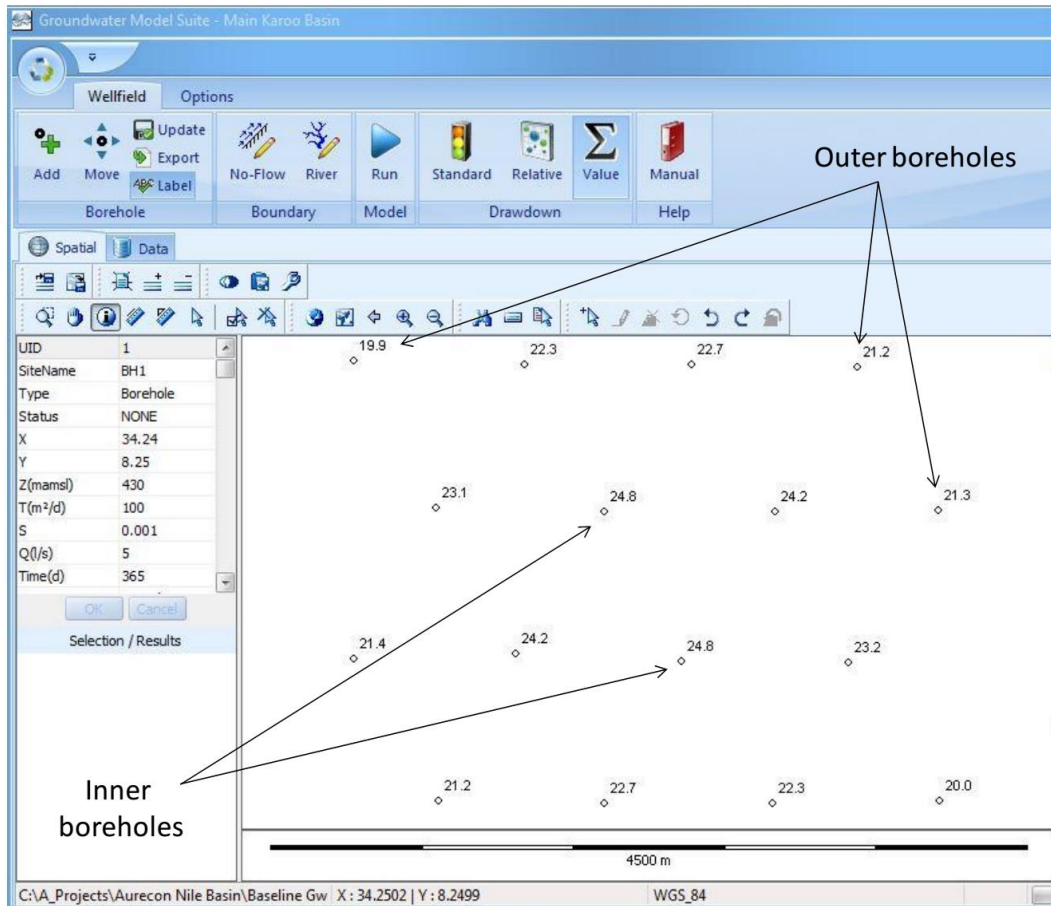 Groundwater Model Suite - Main Karoo Basin
Wellfield Options
Add Move Update Export Label
No-Flow River
Run
Standard Relative Value
Manual
Borehole Boundary Model Drawdown Help
Outer boreholes
Spatial Data
UID 1
SiteName BH1
Type Borehole
Status NONE
X 34.24
Y 8.25
Z(mamsl) 430
T(m²/d) 100
S 0.001
Q(l/s) 5
Time(d) 365
OK Cancel
Selection / Results
19.9 22.3 22.7 21.2
23.1 24.8 24.2 21.3
21.4 24.2 24.8 23.2
21.2 22.7 22.3 20.0
Inner
boreholes
4500 m
C:\A_Projects\Aurecon Nile Basin\Baseline Gw X : 34.2502 | Y : 8.2499 WGS_84